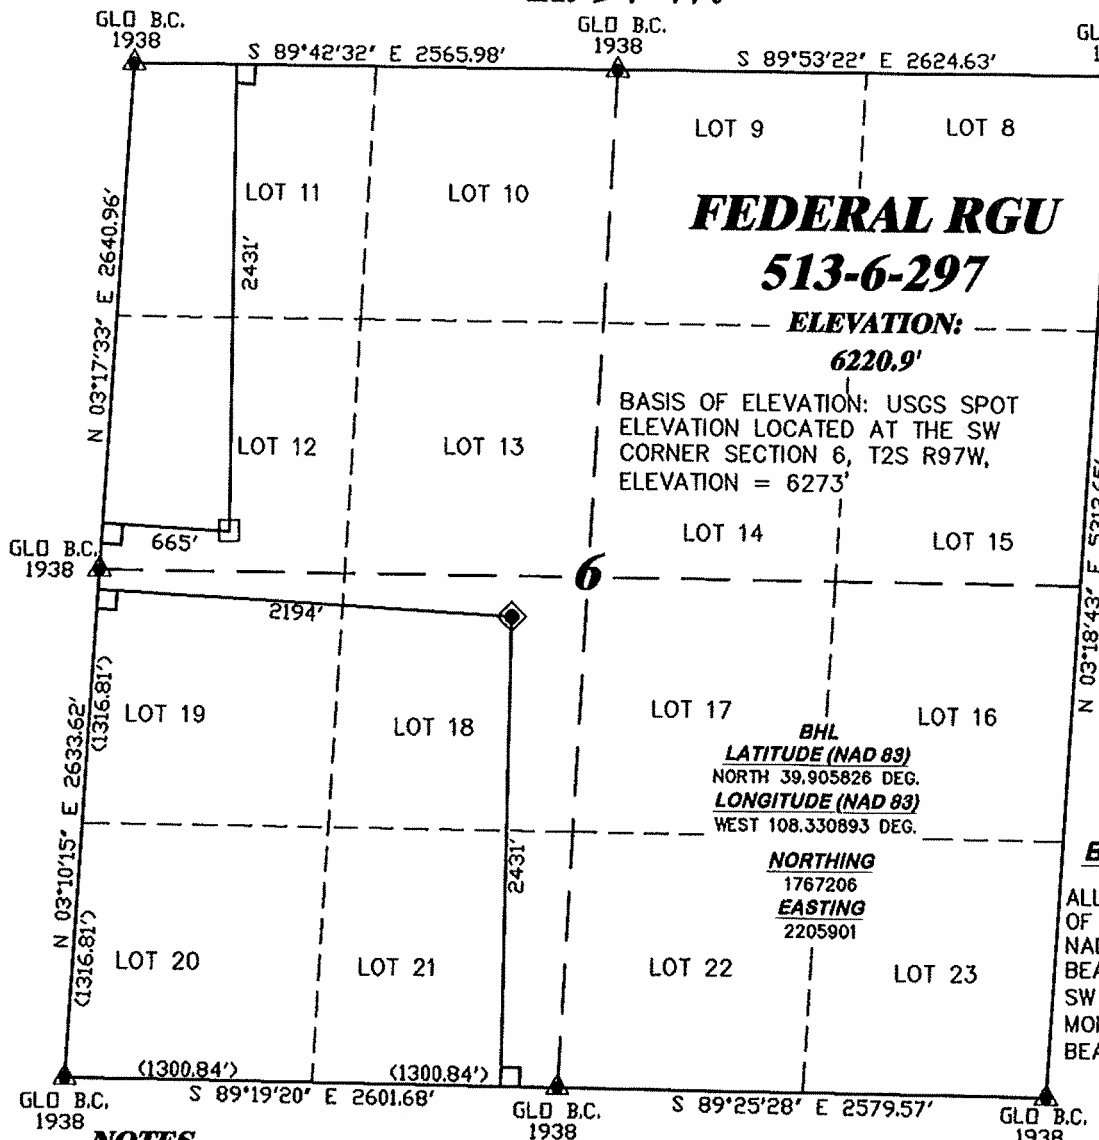 GLO B.C.
1938
S 89°42'32" E 2565.98'
GLO B.C.
1938
S 89°53'22" E 2624.63'
LOT 9
LOT 8
LOT 11
LOT 10
N 03°17'33" E 2640.96'
2431'
FEDERAL RGU
513-6-297
ELEVATION:
6220.9'
BASIS OF ELEVATION: USGS SPOT
ELEVATION LOCATED AT THE SW
CORNER SECTION 6, T2S R97W,
ELEVATION = 6273'
LOT 12
LOT 13
LOT 14
LOT 15
665'
GLO B.C.
1938
6
2194'
N 03°18'43" E
LOT 19
LOT 18
LOT 17
LOT 16
(1316.81')
N 03°10'15" E 2633.62'
(1316.81')
BHL
LATITUDE (NAD 83)
NORTH 39.905826 DEG.
LONGITUDE (NAD 83)
WEST 108.330893 DEG.
NORTHING
1767206
EASTING
2205901
2431'
LOT 20
LOT 21
LOT 22
LOT 23
ALL
OF
SW
(1300.84')
(1300.84')
S 89°19'20" E 2601.68'
S 89°25'28" E 2579.57'
GLO B.C.
1938
GLO B.C.
1938
GLO B.C.
1938
NOTES